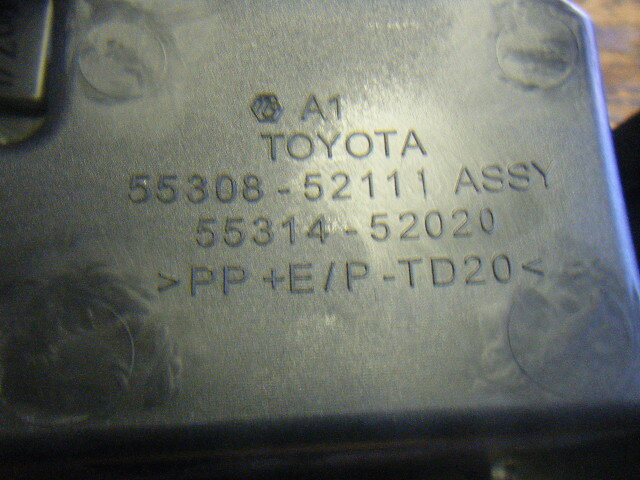 A1
TOYOTA
55308-52111 ASSY
55314-52020
>PP+E/P-TD20<